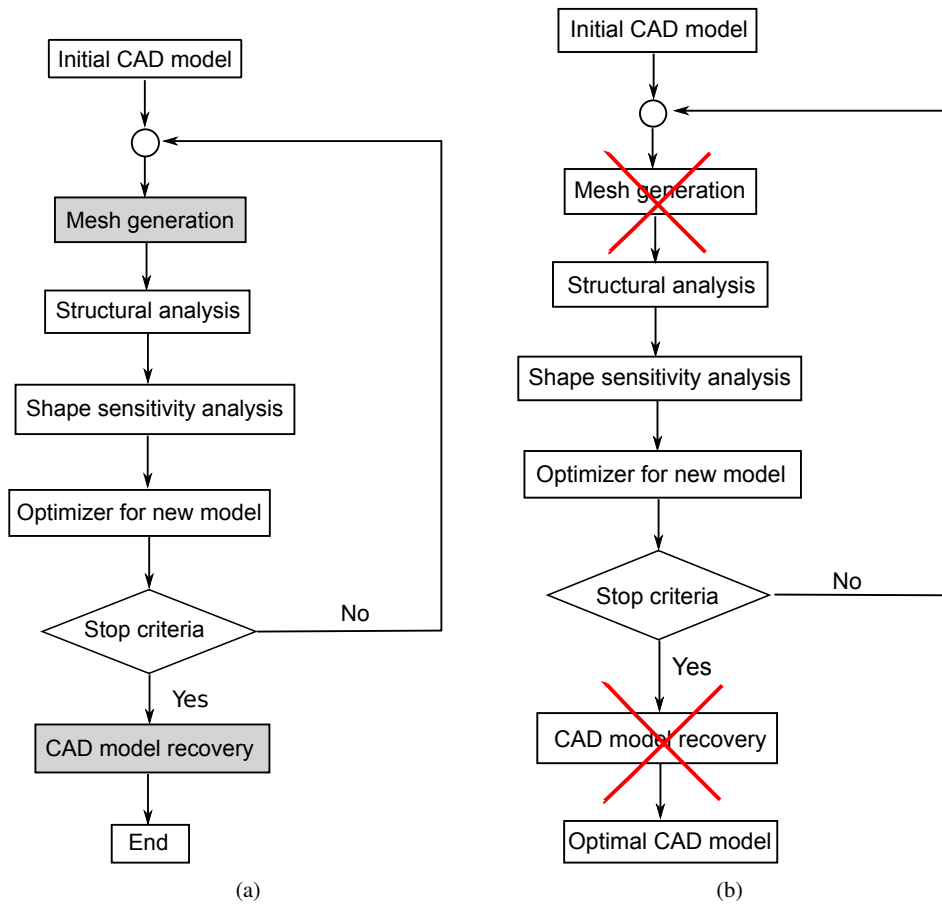 Initial CAD model
Mesh generation
Structural analysis
Shape sensitivity analysis
Optimizer for new model
Stop criteria
No
Yes
CAD model recovery
End
(a)
Initial CAD model
Mesh generation
Structural analysis
Shape sensitivity analysis
Optimizer for new model
Stop criteria
No
Yes
CAD model recovery
Optimal CAD model
(b)